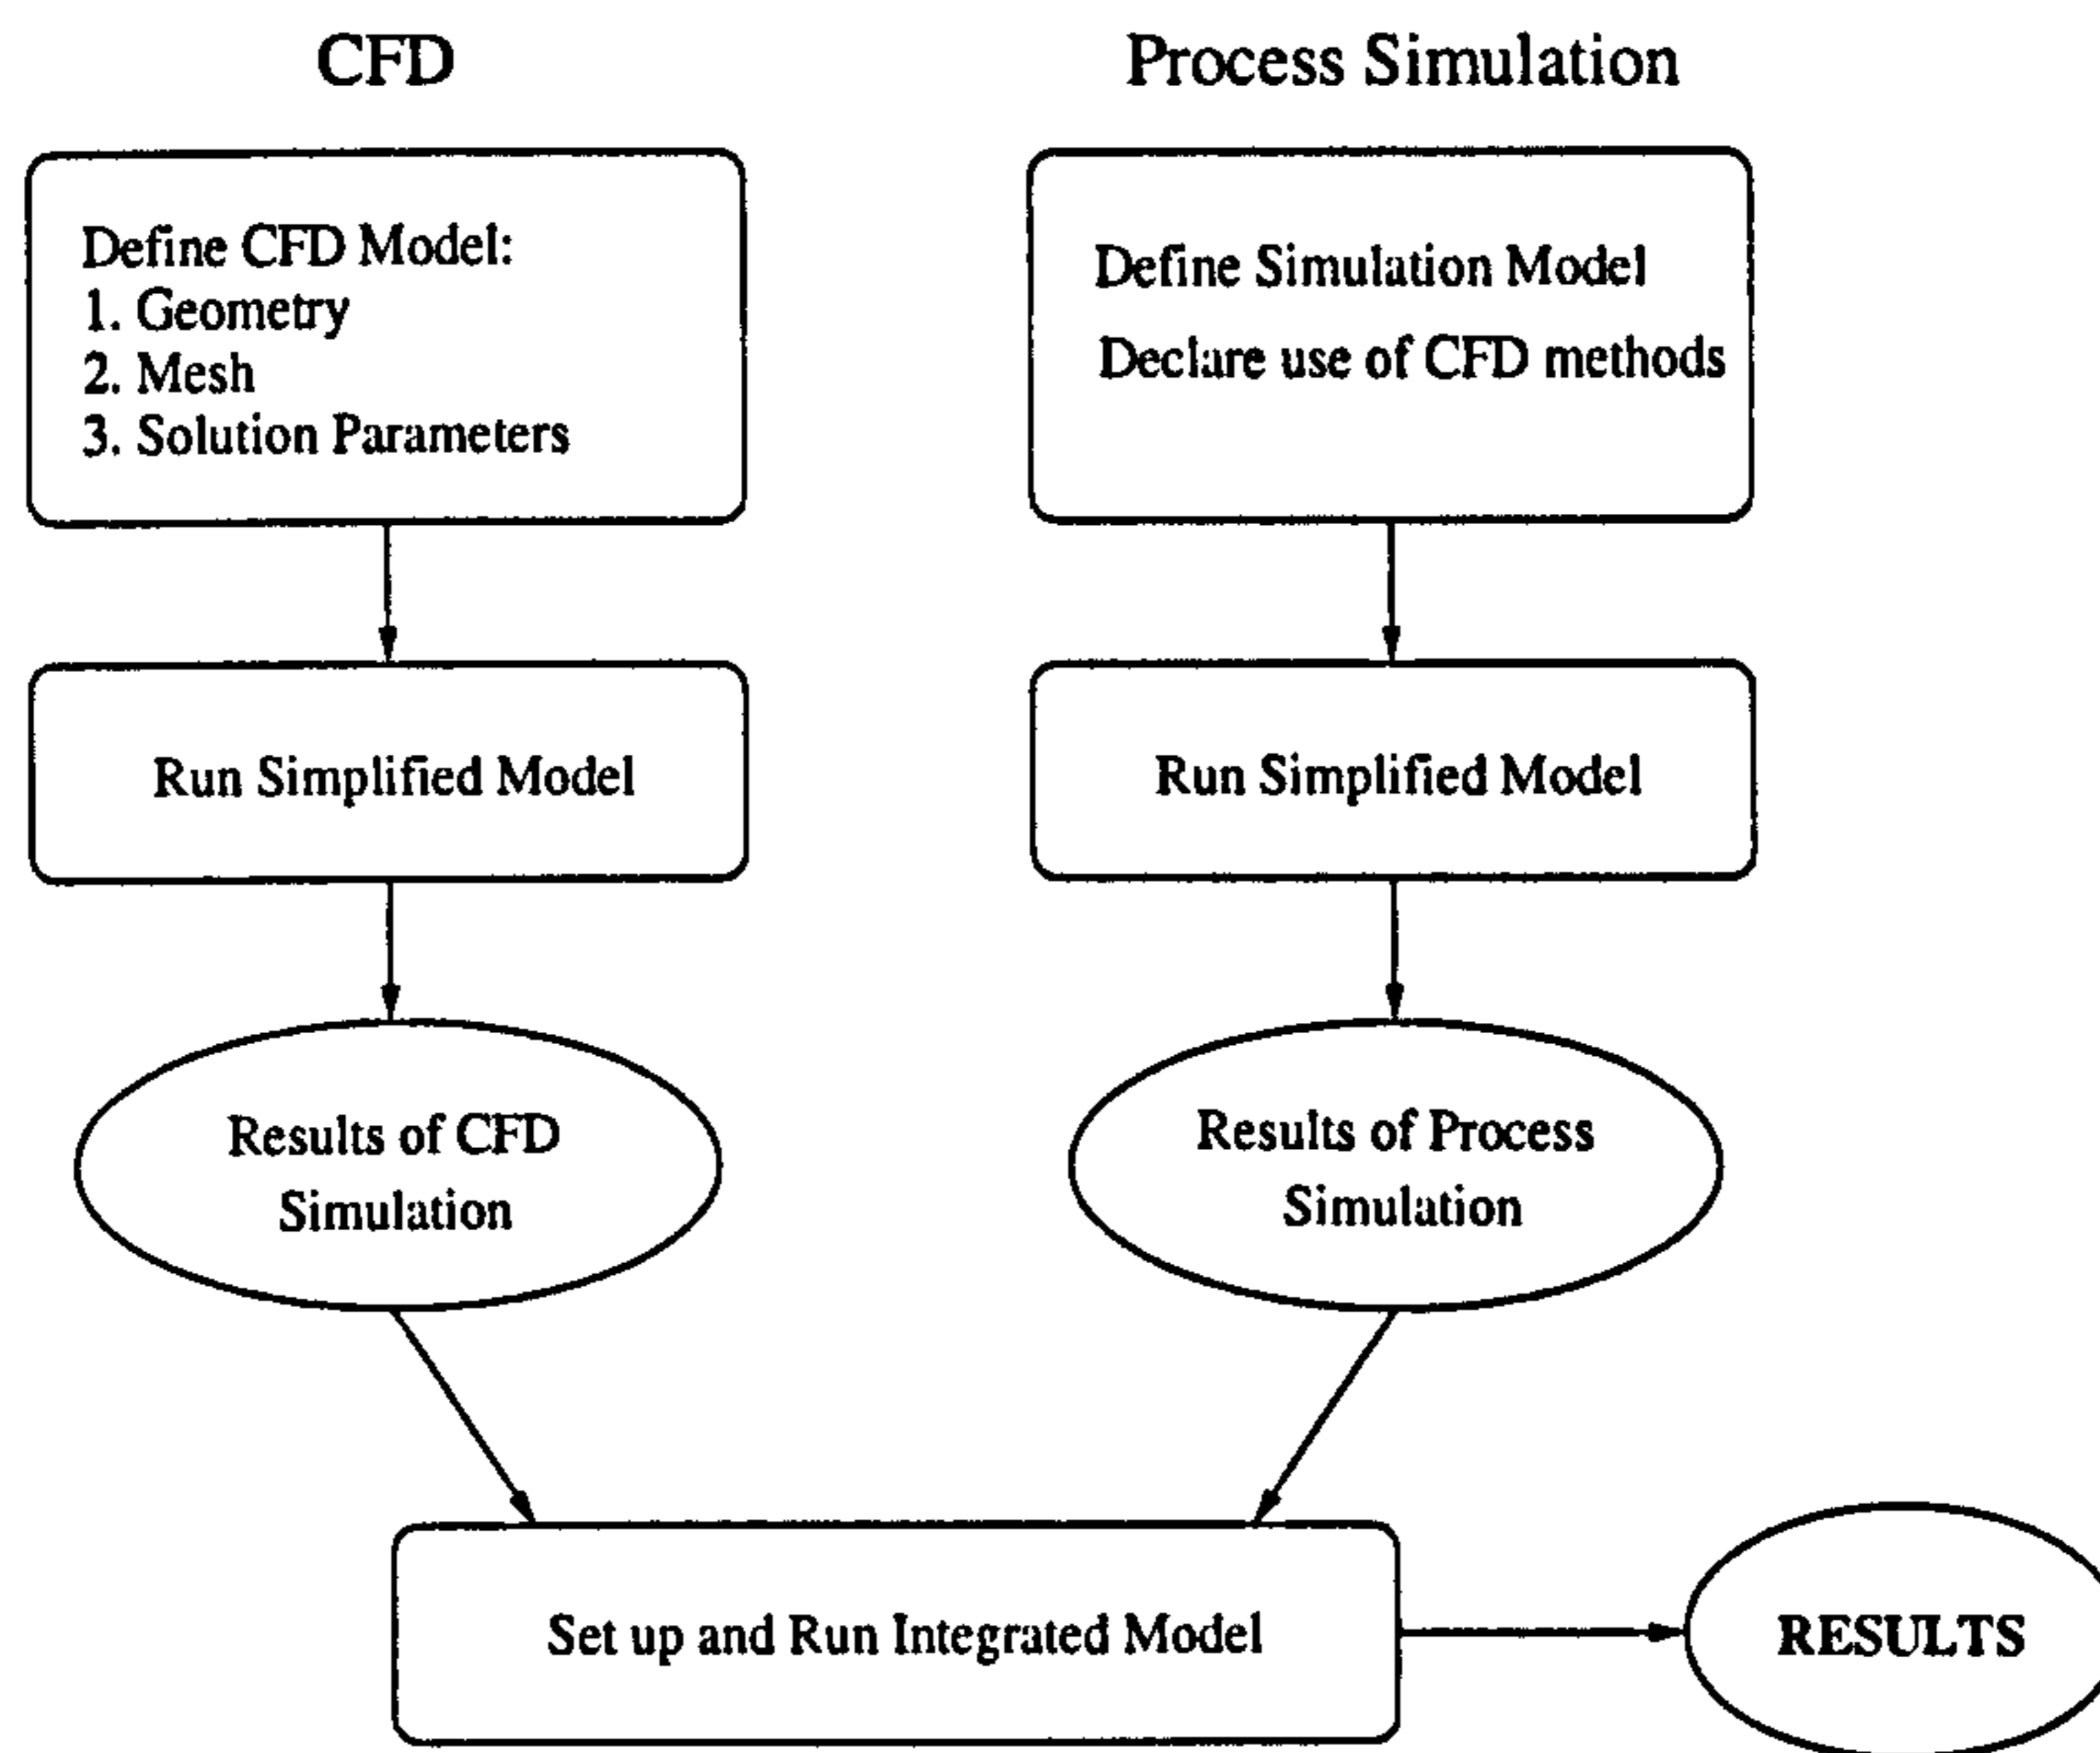 CFD
Process Simulation
Define CFD Model:
1. Geometry
2. Mesh
3. Solution Parameters
Define Simulation Model
Declare use of CFD methods
Run Simplified Model
Run Simplified Model
Results of CFD
Simulation
Results of Process
Simulation
Set up and Run Integrated Model
RESULTS